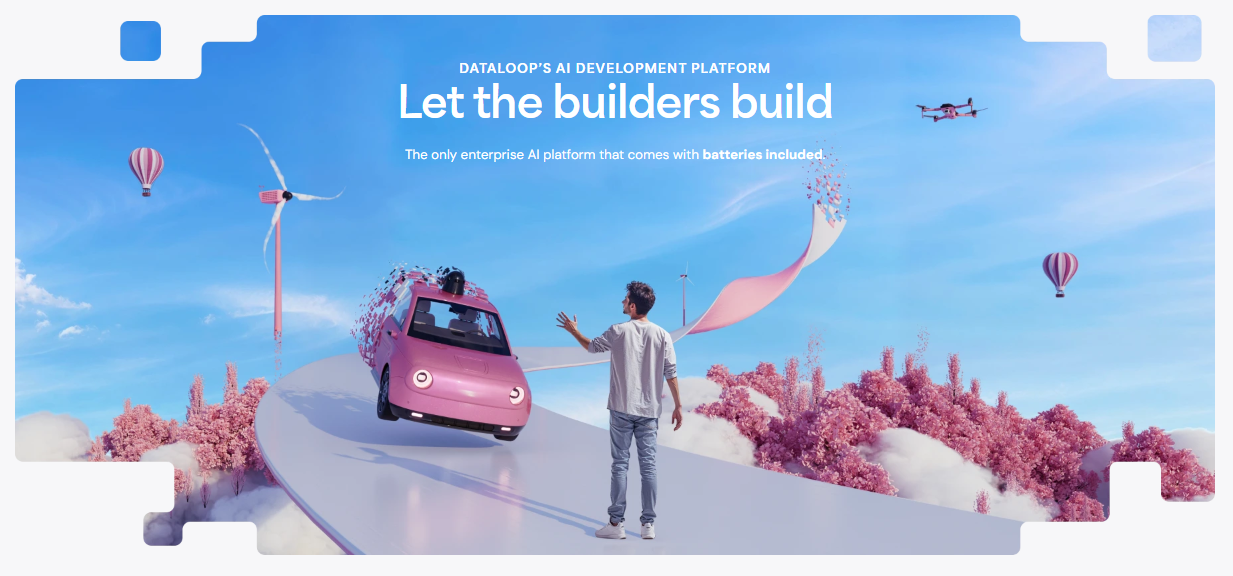 DATALOOP'S AI DEVELOPMENT PLATFORM
Let the builders build
The only enterprise AI platform that comes with batteries included.